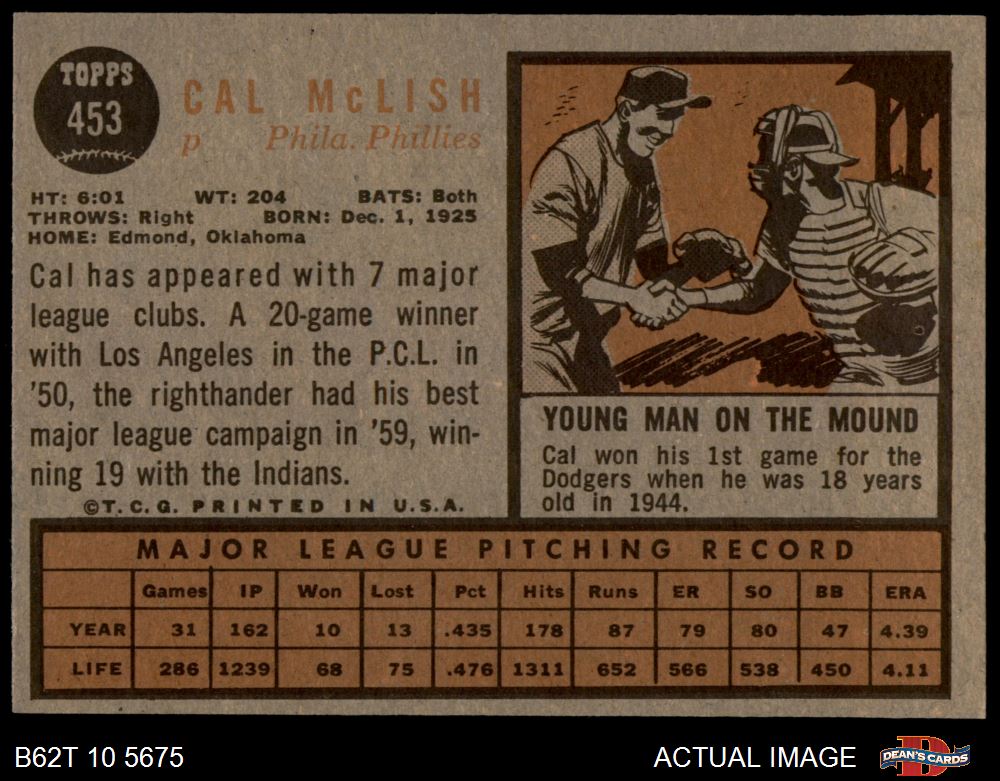 TOPPS
453
CAL McLISH
p Phila. Phillies
HT: 6:01 WT: 204 BATS: Both
THROWS: Right BORN: Dec. 1, 1925
HOME: Edmond, Oklahoma
Cal has appeared with 7 major
league clubs. A 20-game winner
with Los Angeles in the P.C.L. in
'50, the righthander had his best
major league campaign in '59, win-
ning 19 with the Indians.
©T.C.G. PRINTED IN U.S.A.
YOUNG MAN ON THE MOUND
Cal won his 1st game for the
Dodgers when he was 18 years
old in 1944.
MAJOR LEAGUE PITCHING RECORD
Games IP Won Lost Pct Hits Runs ER SO BB ERA
YEAR 31 162 10 13 .435 178 87 79 80 47 4.39
LIFE 286 1239 68 75 .476 1311 652 566 538 450 4.11
B62T 10 5675 ACTUAL IMAGE DEAN'S CARDS